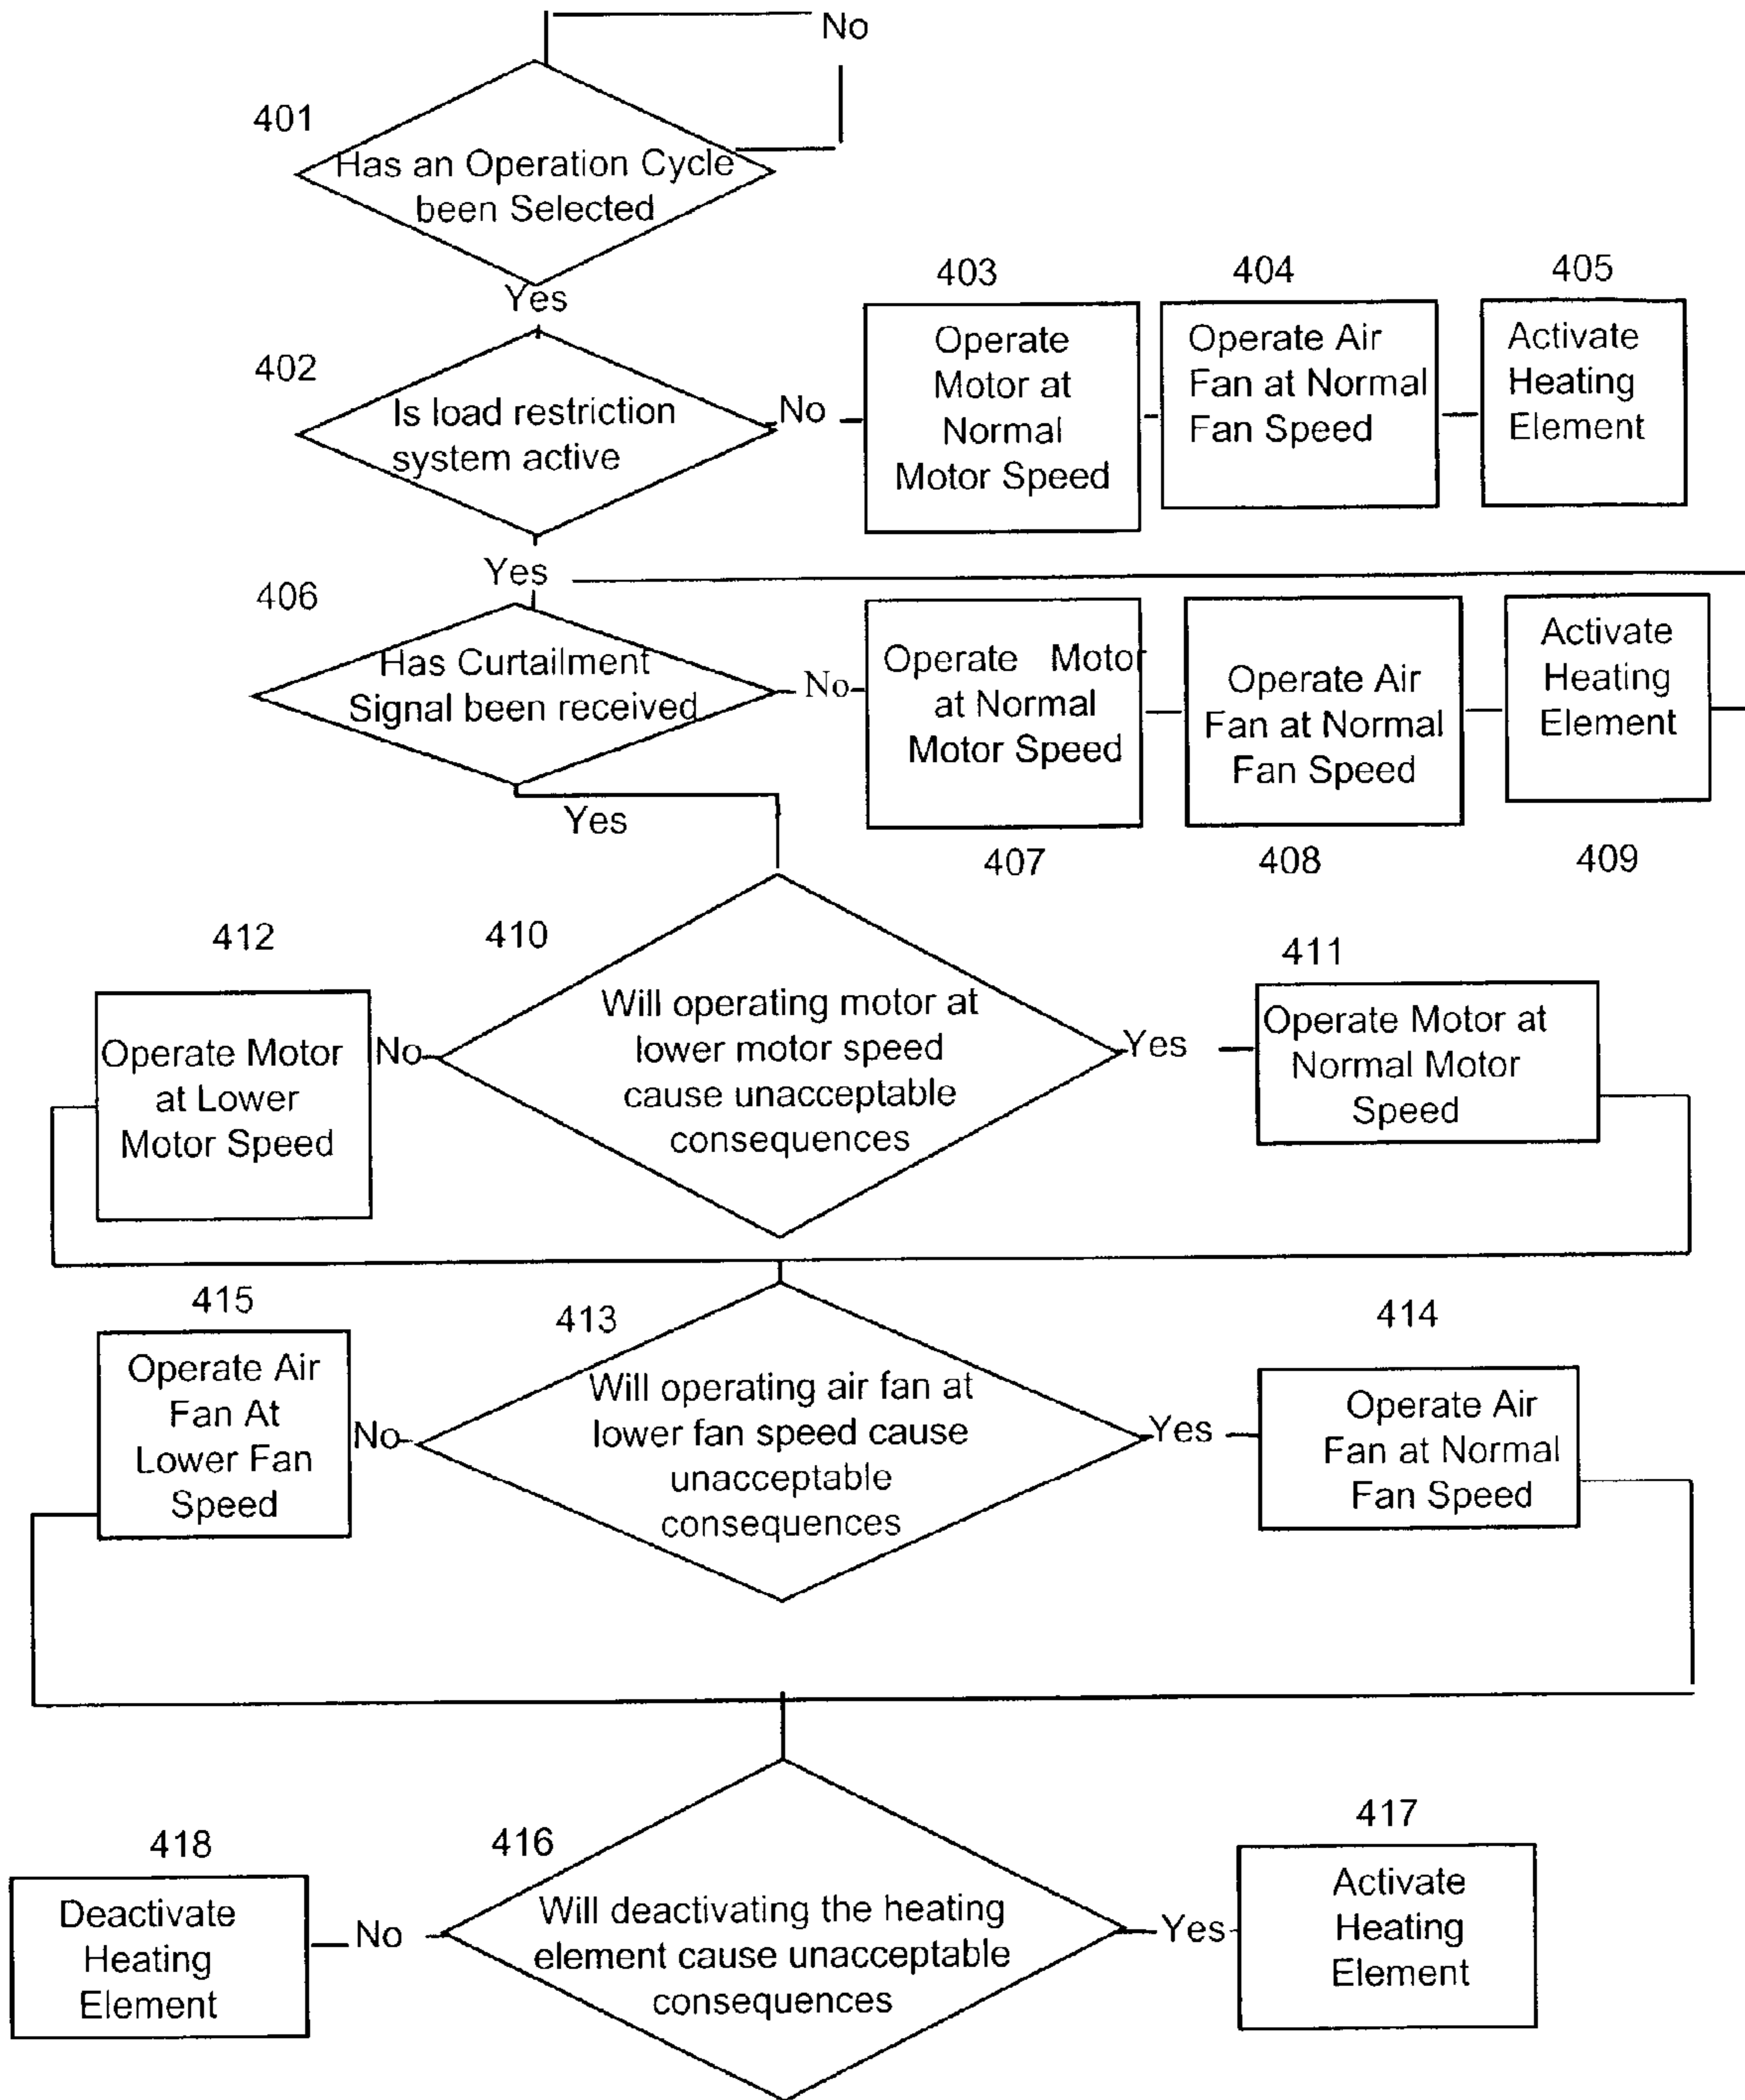 No
401
Has an Operation Cycle
been Selected
Yes
403
404
405
402
Is load restriction
system active
No
Operate
Motor at
Normal
Motor Speed
Operate Air
Fan at Normal
Fan Speed
Activate
Heating
Element
Yes
406
Has Curtailment
Signal been received
No
Operate Motor
at Normal
Motor Speed
Operate Air
Fan at Normal
Fan Speed
Activate
Heating
Element
Yes
407
408
409
412
410
411
Operate Motor
at Lower
Motor Speed
No
Will operating motor at
lower motor speed
cause unacceptable
consequences
Yes
Operate Motor at
Normal Motor
Speed
415
413
414
Operate Air
Fan At
Lower Fan
Speed
No
Will operating air fan at
lower fan speed cause
unacceptable
consequences
Yes
Operate Air
Fan at Normal
Fan Speed
418
416
417
Deactivate
Heating
Element
No
Will deactivating the heating
element cause unacceptable
consequences
Yes
Activate
Heating
Element